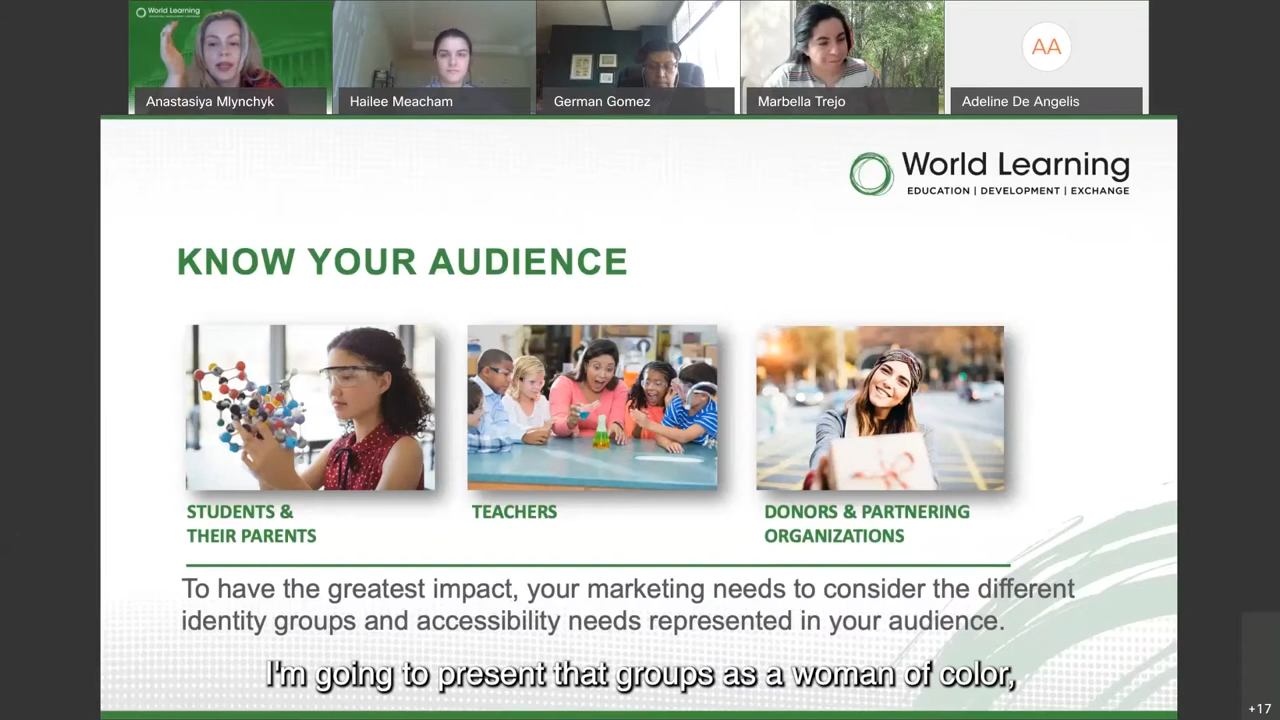 World Learning
Anastasiya Mlynchyk
Hailee Meacham
German Gomez
Marbella Trejo
AA
Adeline De Angelis
World Learning
EDUCATION | DEVELOPMENT | EXCHANGE
KNOW YOUR AUDIENCE
STUDENTS &
THEIR PARENTS
TEACHERS
DONORS & PARTNERING
ORGANIZATIONS
To have the greatest impact, your marketing needs to consider the different
identity groups and accessibility needs represented in your audience.
I'm going to present that groups as a woman of color,
+17